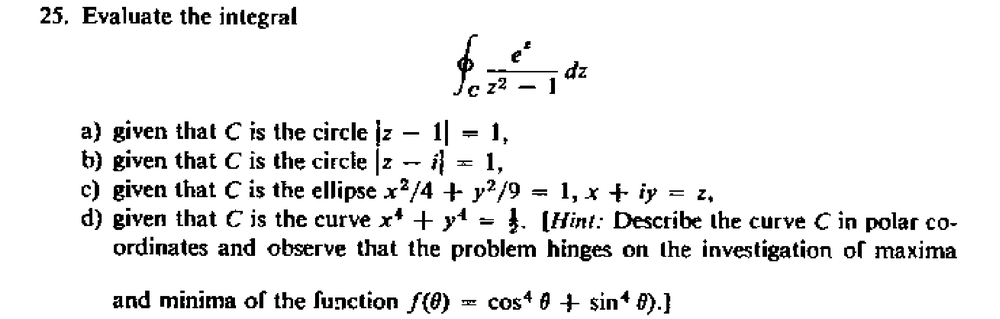 25. Evaluate the integral
∮_C e^z / (z² − 1) dz
a) given that C is the circle |z − 1| = 1,
b) given that C is the circle |z − i| = 1,
c) given that C is the ellipse x²/4 + y²/9 = 1, x + iy = z,
d) given that C is the curve x⁴ + y⁴ = ½. [Hint: Describe the curve C in polar co-
ordinates and observe that the problem hinges on the investigation of maxima
and minima of the function f(θ) = cos⁴ θ + sin⁴ θ).]